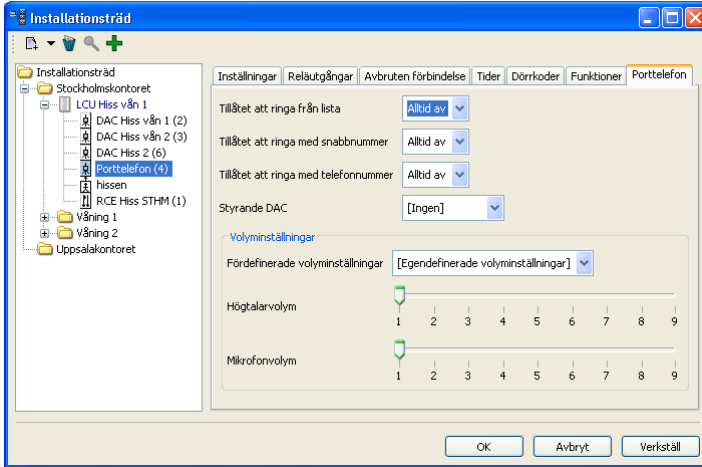 Installationsträd
Installationsträd
Stockholmskontoret
LCU Hiss vån 1
DAC Hiss vån 1 (2)
DAC Hiss vån 2 (3)
DAC Hiss 2 (6)
Porttelefon (4)
hissen
RCE Hiss STHM (1)
Våning 1
Våning 2
Uppsalakontoret
Inställningar Reläutgångar Avbruten förbindelse Tider Dörrkoder Funktioner Porttelefon
Tillåtet att ringa från lista Alltid av
Tillåtet att ringa med snabbnummer Alltid av
Tillåtet att ringa med telefonnummer Alltid av
Styrande DAC [Ingen]
Volyminställningar
Fördefinerade volyminställningar [Egendefinerade volyminställningar]
Högtalarvolym
1 2 3 4 5 6 7 8 9
Mikrofonvolym
1 2 3 4 5 6 7 8 9
OK Avbryt Verkställ